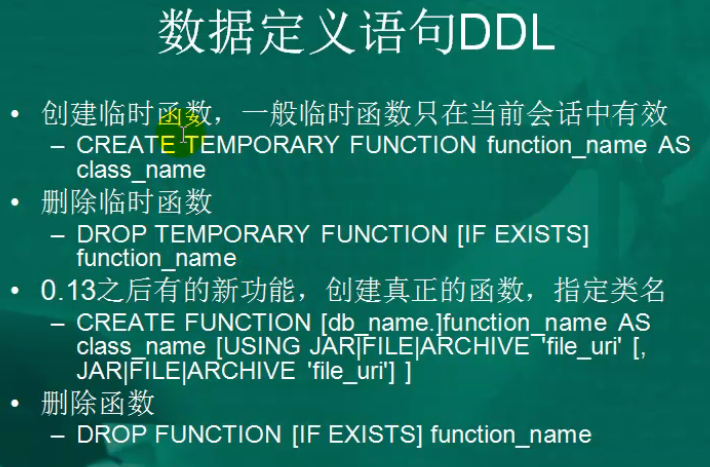 数据定义语句DDL
• 创建临时函数，一般临时函数只在当前会话中有效
– CREATE TEMPORARY FUNCTION function_name AS
class_name
• 删除临时函数
– DROP TEMPORARY FUNCTION [IF EXISTS]
function_name
• 0.13之后有的新功能，创建真正的函数，指定类名
– CREATE FUNCTION [db_name.]function_name AS
class_name [USING JAR|FILE|ARCHIVE 'file_uri' [,
JAR|FILE|ARCHIVE 'file_uri'] ]
• 删除函数
– DROP FUNCTION [IF EXISTS] function_name